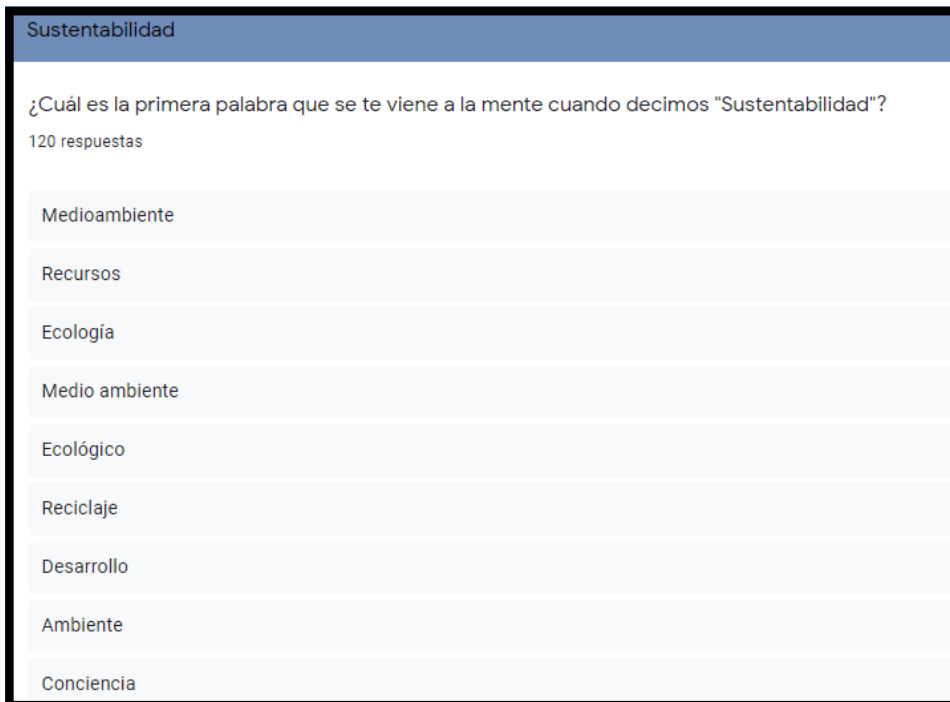 Sustentabilidad
¿Cuál es la primera palabra que se te viene a la mente cuando decimos "Sustentabilidad"?
120 respuestas
Medioambiente
Recursos
Ecología
Medio ambiente
Ecológico
Reciclaje
Desarrollo
Ambiente
Conciencia